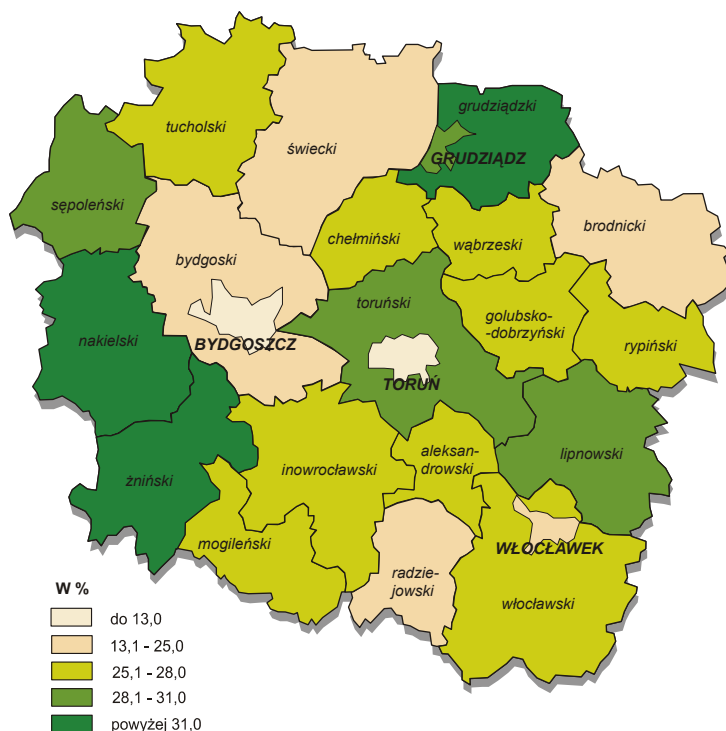 grudziądzki
tucholski
świecki
GRUDZIĄDZ
sępoleński
brodnicki
chełmiński
wąbrzeski
bydgoski
toruński
golubsko-
-dobrzyński
nakielski
BYDGOSZCZ
rypiński
TORUŃ
aleksan-
drowski
inowrocławski
lipnowski
żniński
mogileński
WŁOCŁAWEK
radzie-
jowski
włocławski
W %
do 13,0
13,1 - 25,0
25,1 - 28,0
28,1 - 31,0
powyżej 31,0